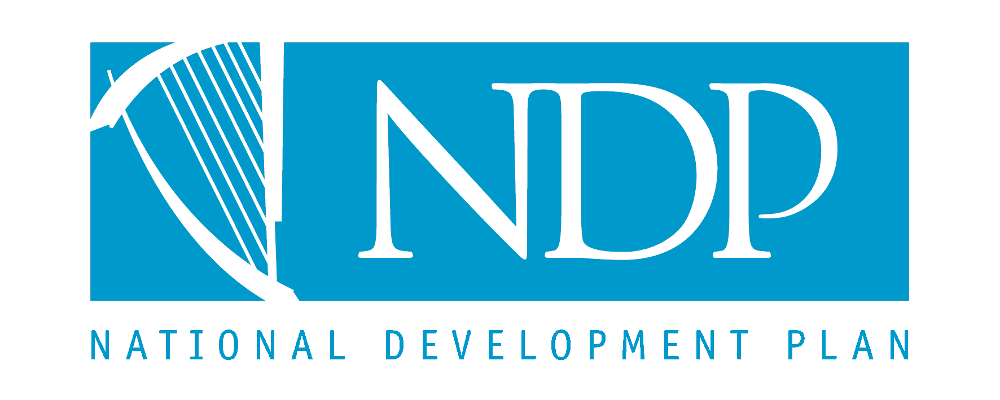 NDP
NATIONAL DEVELOPMENT PLAN